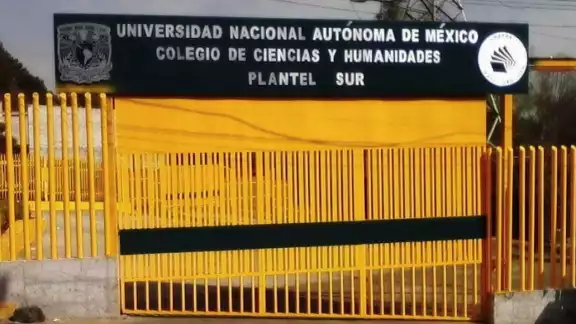 UNIVERSIDAD NACIONAL AUTÓNOMA DE MÉXICO
COLEGIO DE CIENCIAS Y HUMANIDADES
PLANTEL SUR